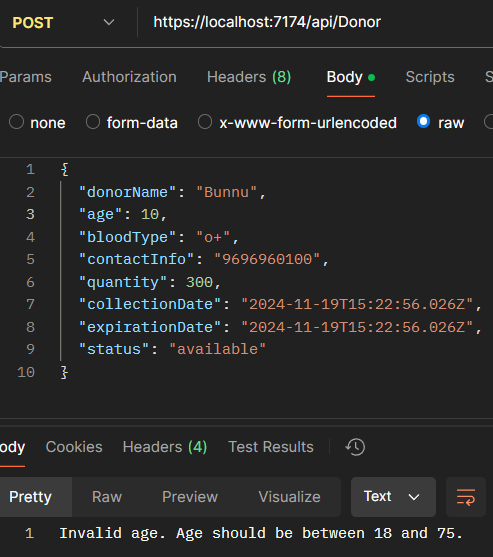 POST https://localhost:7174/api/Donor
Params Authorization Headers (8) Body Scripts S
none form-data x-www-form-urlencoded raw
1 {
2 "donorName": "Bunnu",
3 "age": 10,
4 "bloodType": "o+",
5 "contactInfo": "9696960100",
6 "quantity": 300,
7 "collectionDate": "2024-11-19T15:22:56.026Z",
8 "expirationDate": "2024-11-19T15:22:56.026Z",
9 "status": "available"
10 }
ody Cookies Headers (4) Test Results
Pretty Raw Preview Visualize Text
1 Invalid age. Age should be between 18 and 75.